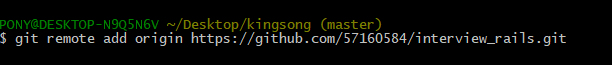 PONY@DESKTOP-N9Q5N6V ~/Desktop/kingsong (master)
$ git remote add origin https://github.com/57160584/interview_rails.git